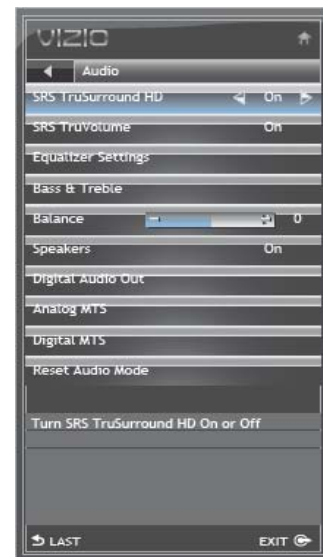 VIZIO
Audio
SRS TruSurround HD On
SRS TruVolume On
Equalizer Settings
Bass & Treble
Balance 0
Speakers On
Digital Audio Out
Analog MTS
Digital MTS
Reset Audio Mode
Turn SRS TruSurround HD On or Off
LAST EXIT